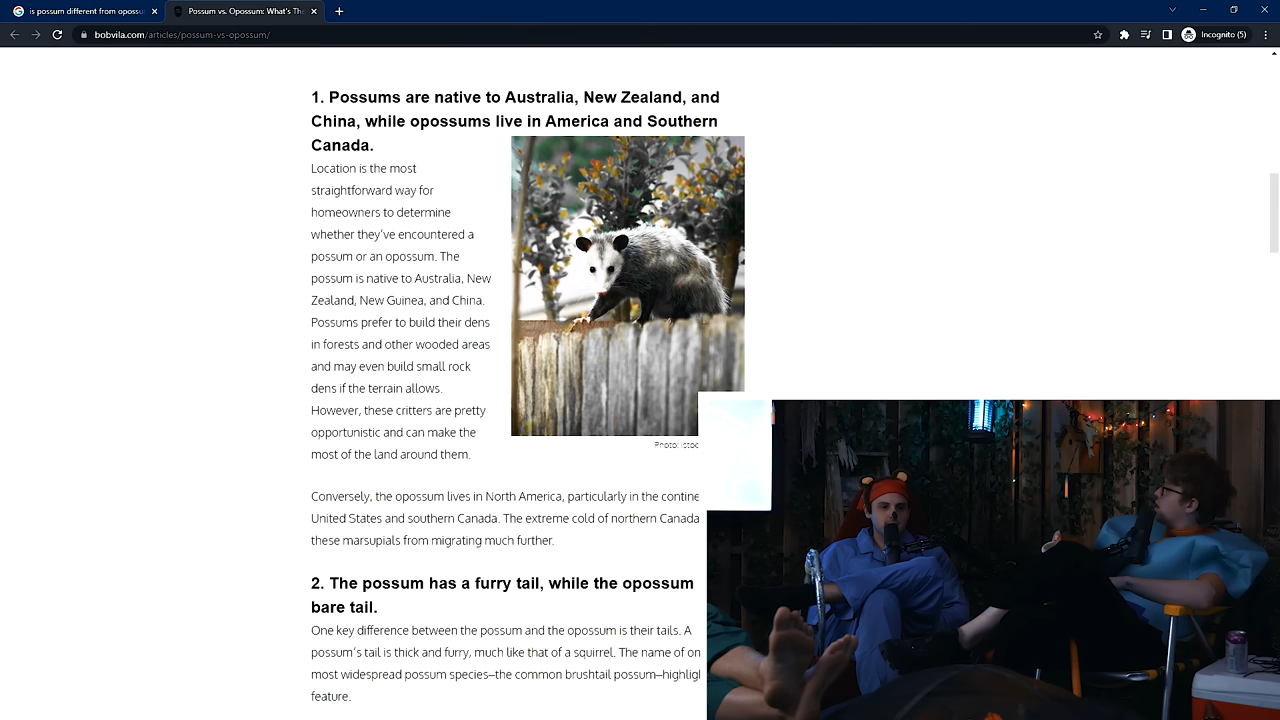 is possum different from opossu
Possum vs. Opossum: What's The
bobvila.com/articles/possum-vs-opossum/
Incognito (5)
1. Possums are native to Australia, New Zealand, and
China, while opossums live in America and Southern
Canada.
Location is the most
straightforward way for
homeowners to determine
whether they've encountered a
possum or an opossum. The
possum is native to Australia, New
Zealand, New Guinea, and China.
Possums prefer to build their dens
in forests and other wooded areas
and may even build small rock
dens if the terrain allows.
However, these critters are pretty
opportunistic and can make the
most of the land around them.
Photo: istoc
Conversely, the opossum lives in North America, particularly in the contine
United States and southern Canada. The extreme cold of northern Canada
these marsupials from migrating much further.
2. The possum has a furry tail, while the opossum
bare tail.
One key difference between the possum and the opossum is their tails. A
possum's tail is thick and furry, much like that of a squirrel. The name of on
most widespread possum species–the common brushtail possum–highlig
feature.